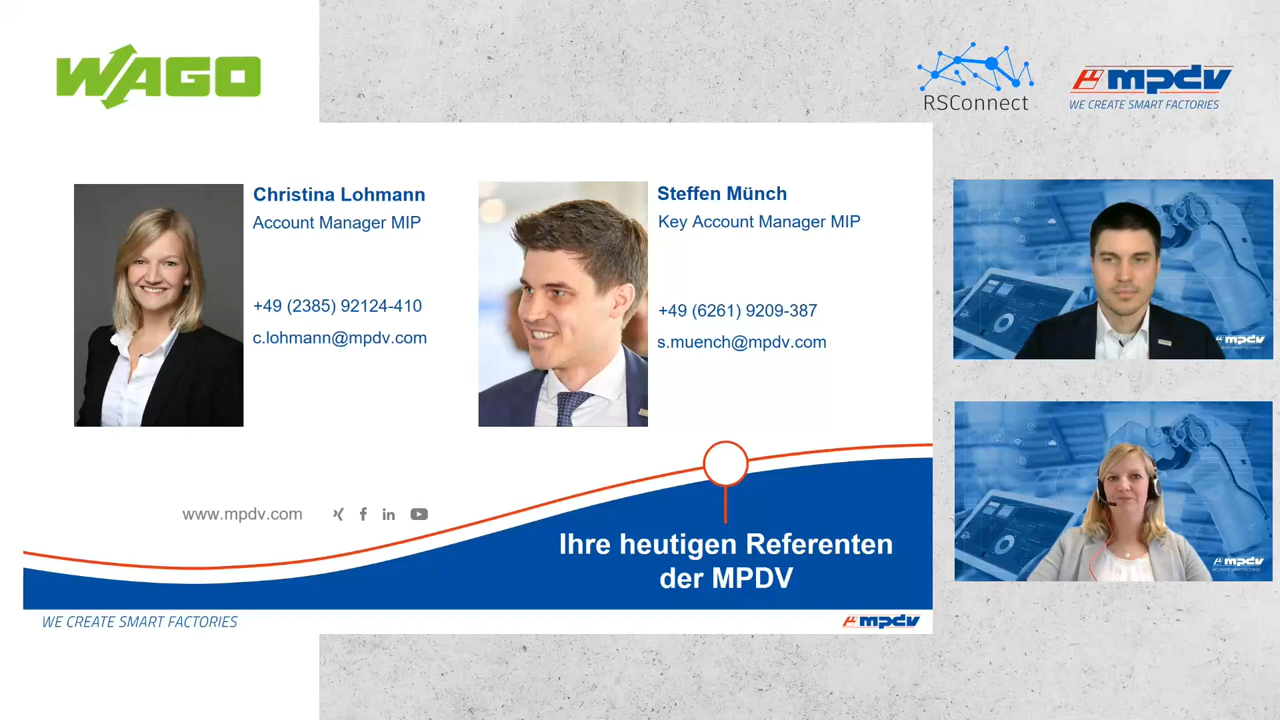 WAGO
RSConnect
mpdv
WE CREATE SMART FACTORIES
Christina Lohmann
Account Manager MIP
+49 (2385) 92124-410
c.lohmann@mpdv.com
Steffen Münch
Key Account Manager MIP
+49 (6261) 9209-387
s.muench@mpdv.com
mpdv
mpdv
www.mpdv.com
Ihre heutigen Referenten
der MPDV
WE CREATE SMART FACTORIES
mpdv